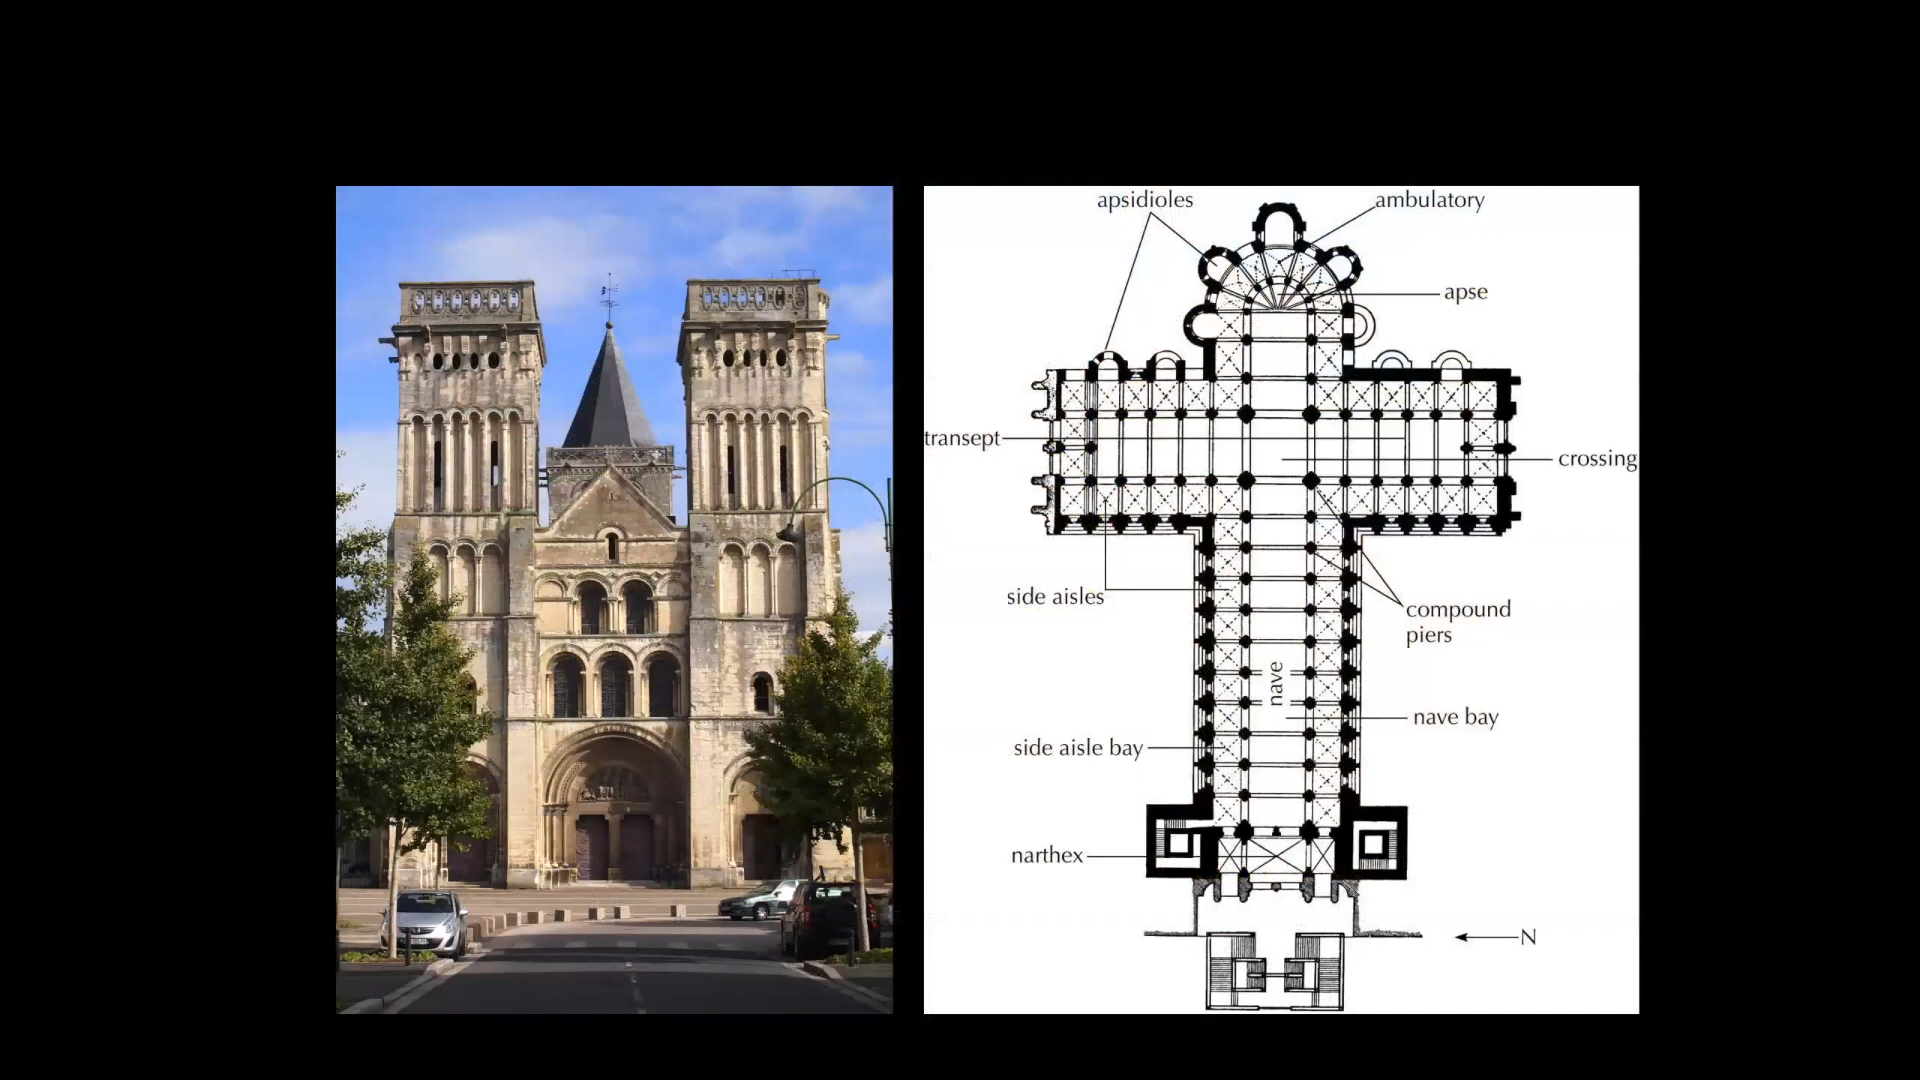 apsidioles
ambulatory
apse
transept
crossing
side aisles
compound
piers
nave
nave bay
side aisle bay
narthex
N